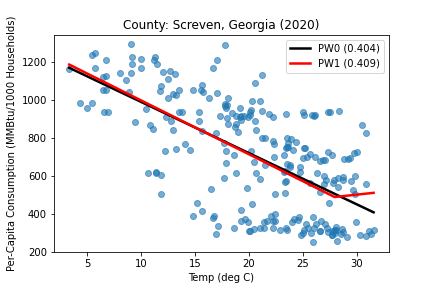 County: Screven, Georgia (2020)
PW0 (0.404)
PW1 (0.409)
Per-Capita Consumption (MMBtu/1000 Households)
1200
1000
800
600
400
200
5 10 15 20 25 30
Temp (deg C)